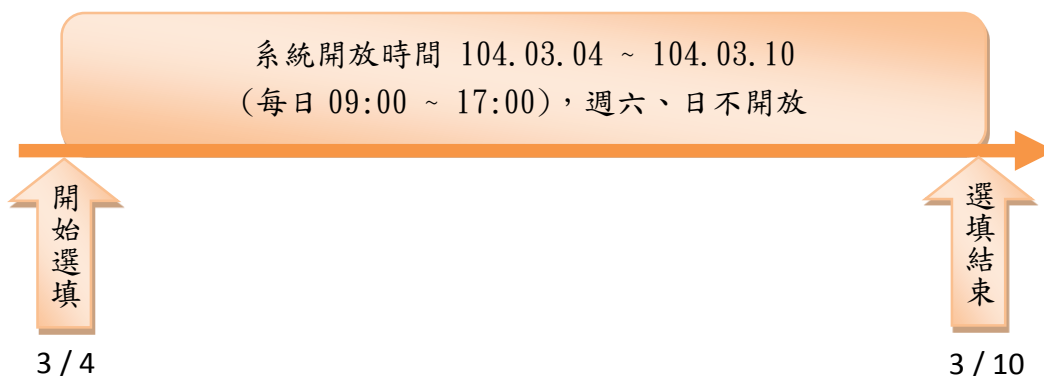 系統開放時間 104.03.04 ~ 104.03.10
(每日 09:00 ~ 17:00)，週六、日不開放
開始選填
選填結束
3 / 4
3 / 10